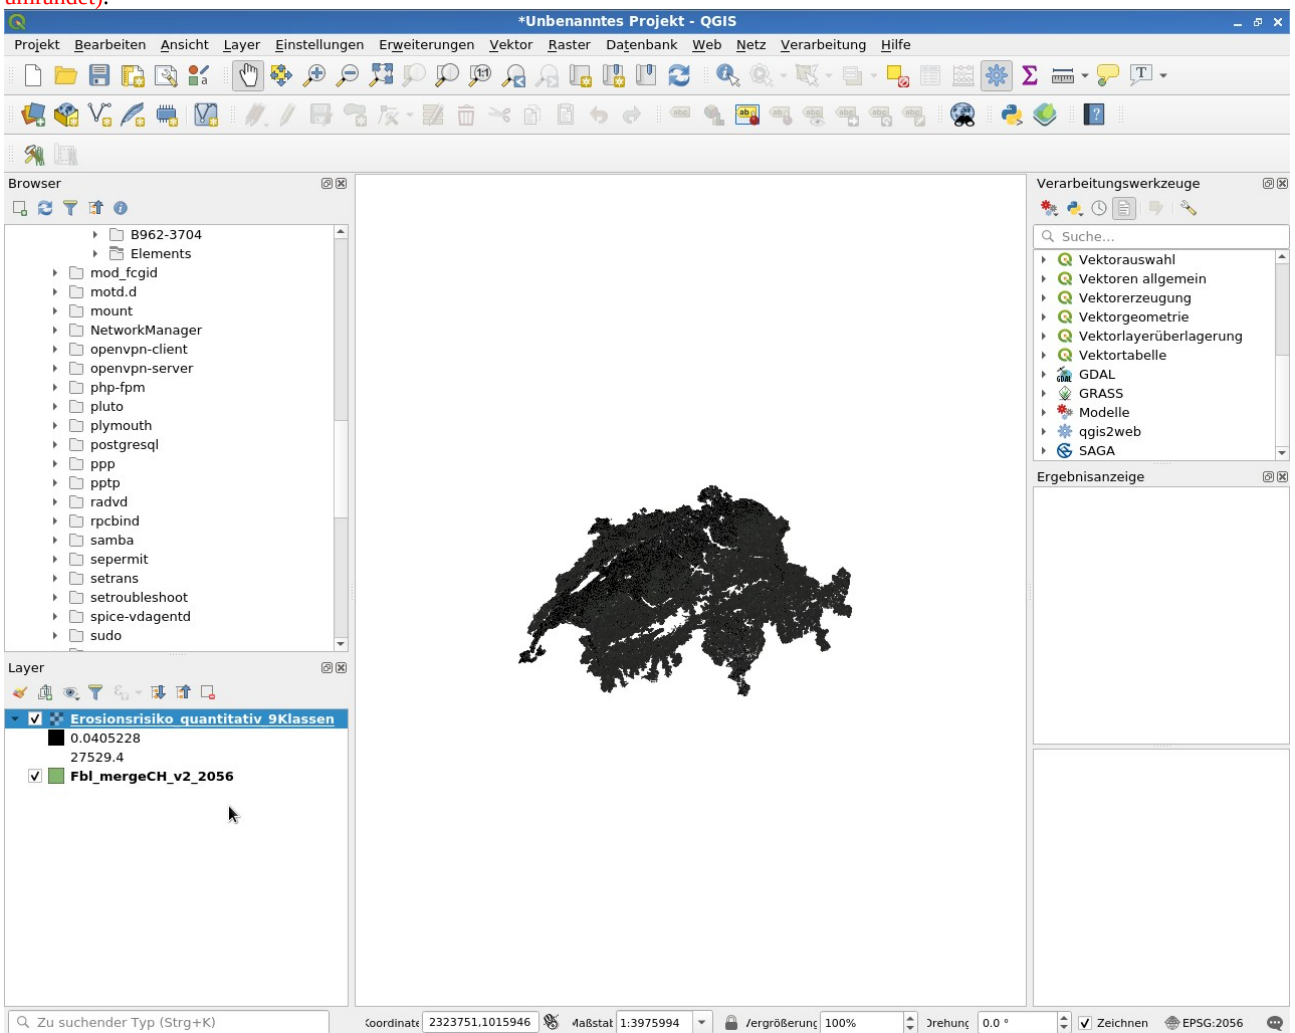 umrundet).
*Unbenanntes Projekt - QGIS
Projekt Bearbeiten Ansicht Layer Einstellungen Erweiterungen Vektor Raster Datenbank Web Netz Verarbeitung Hilfe
Browser
B962-3704
Elements
mod_fcgid
motd.d
mount
NetworkManager
openvpn-client
openvpn-server
php-fpm
pluto
plymouth
postgresql
ppp
pptp
radvd
rpcbind
samba
sepermit
setrans
setroubleshoot
spice-vdagentd
sudo
Layer
Erosionsrisiko_quantitativ_9Klassen
0.0405228
27529.4
Fbl_mergeCH_v2_2056
Verarbeitungswerkzeuge
Suche...
Vektorauswahl
Vektoren allgemein
Vektorerzeugung
Vektorgeometrie
Vektorlayerüberlagerung
Vektortabelle
GDAL
GRASS
Modelle
qgis2web
SAGA
Ergebnisanzeige
Zu suchender Typ (Strg+K) 2323751,1015946 1:3975994 100% 0.0 ° Zeichnen EPSG:2056